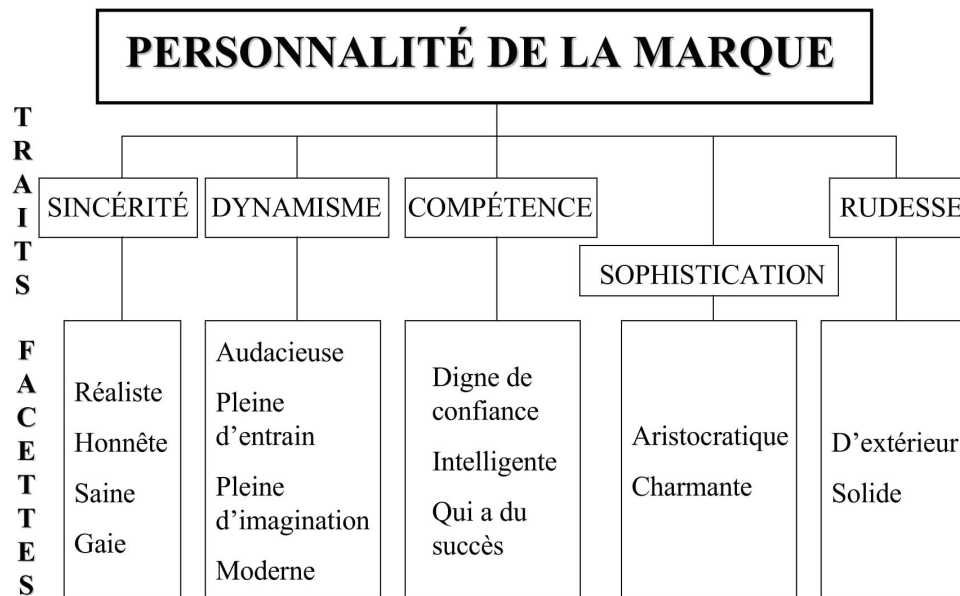 PERSONNALITÉ DE LA MARQUE
TRAITS
SINCÉRITÉ
DYNAMISME
COMPÉTENCE
SOPHISTICATION
RUDESSE
FACETTES
Réaliste
Honnête
Saine
Gaie
Audacieuse
Pleine
d’entrain
Pleine
d’imagination
Moderne
Digne de
confiance
Intelligente
Qui a du
succès
Aristocratique
Charmante
D’extérieur
Solide